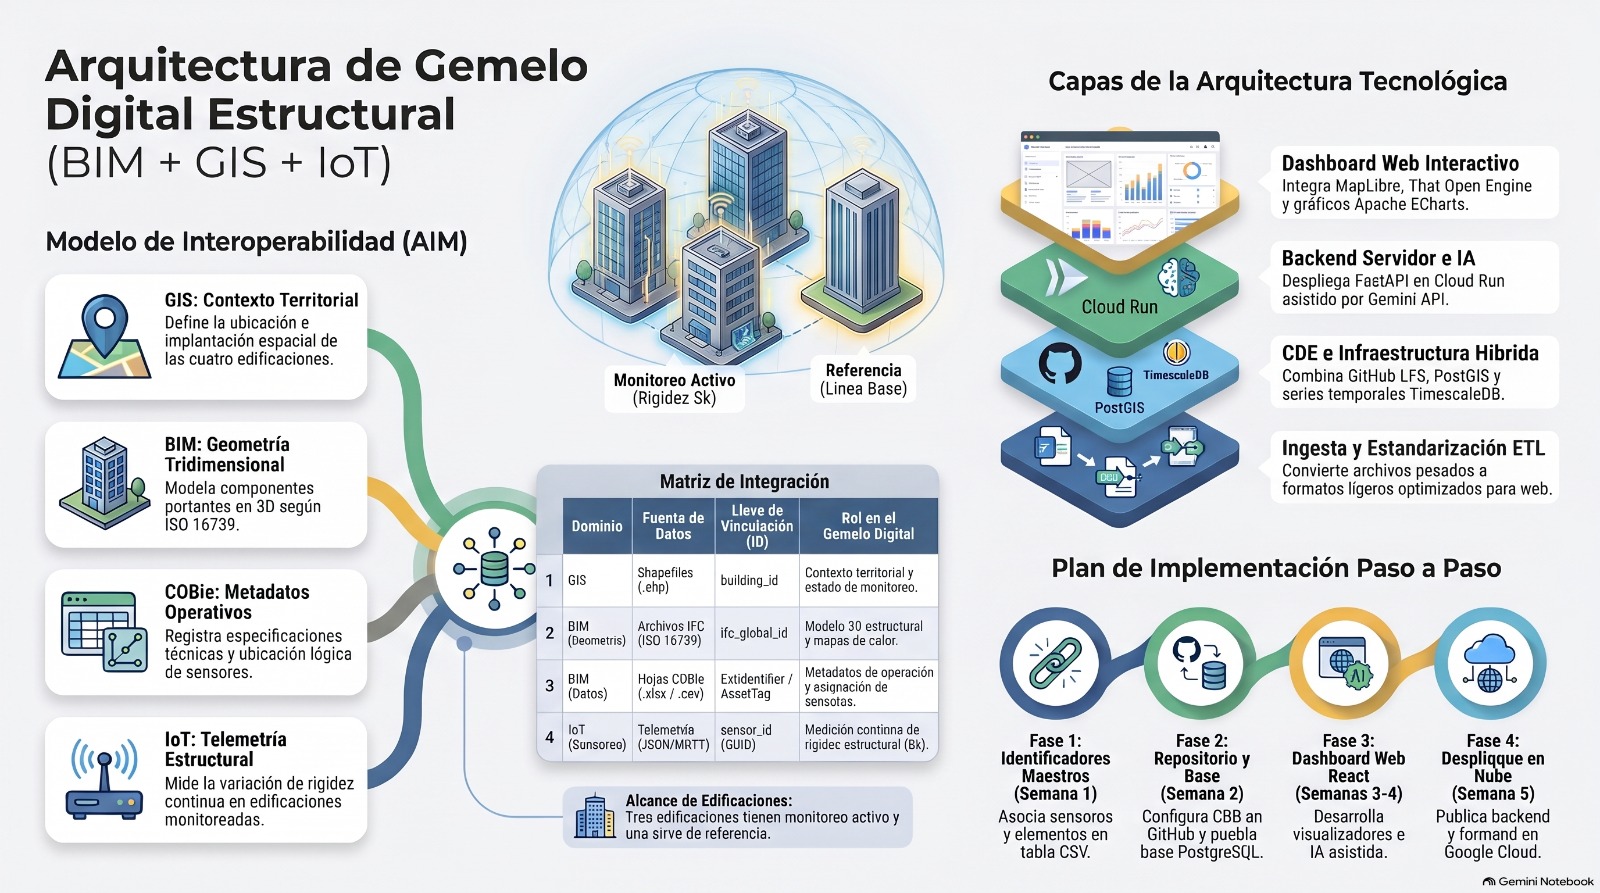 Arquitectura de Gemelo
Digital Estructural
(BIM + GIS + IoT)
Modelo de Interoperabilidad (AIM)
GIS: Contexto Territorial
Define la ubicación e
implantación espacial de
las cuatro edificaciones.
BIM: Geometría
Tridimensional
Modela componentes
portantes en 3D según
ISO 16739.
COBie: Metadatos
Operativos
Registra especificaciones
técnicas y ubicación lógica
de sensores.
IoT: Telemetría
Estructural
Mide la variación de rigidez
continua en edificaciones
monitoreadas.
Monitoreo Activo
(Rigidez Sk)
Referencia
(Linea Base)
Matriz de Integración
Dominio
Fuenta de
Datos
Lleve de
Vinculación
(ID)
Rol en el
Gemelo Digital
1
GIS
Shapefiles
(.ehp)
building_id
Contexto territorial y
estado de monitoreo.
2
BIM
(Deometris)
Archivos IFC
(ISO 16739)
ifc_global_id
Modelo 30 estructural
y mapas de calor.
3
BIM
(Datos)
Hojas CDBIe
(.xlsx / .cev)
Extidentifier /
AssetTag
Metadatos de operación
y asignación de
sensotas.
4
IoT
(Sunsoreo)
Telemetvía
(JSON/MRTT)
sensor_id
(GUID)
Medición continna de
rigidec estructural (Bk).
Alcance de Edificaciones:
Tres edificaciones tienen monitoreo activo y
una sirve de referencia.
Capas de la Arquitectura Tecnológica
Dashboard Web Interactivo
Integra MapLibre, That Open Engine
y gráficos Apache ECharts.
Cloud Run
Backend Servidor e IA
Despliega FaetAPI en Cloud Run
asistido por Gemini API.
TimescaleDB
PostGIS
CDE e Infraestructura Hibrida
Combina GitHub LFS, PostGIS y
series temporales TimescaleDB.
Ingesta y Estandarización ETL
Convierte archivos pesados a
formatos lígeros optimizados para web.
Plan de Implementación Paso a Paso
AI
Fase 1:
Identificadores
Maestros
(Semana 1)
Asocia sensoros
y elementos en
tabla CSV.
Fase 2:
Repositorio y
Base
(Semana 2)
Configura CBB an
GitHub y puebla
base PostgreSQL.
Fase 3:
Dashboard Web
React
(Semanas 3-4)
Desarrolla
visualizadores e
IA asistida.
Fase 4:
Desplique en
Nube
(Semana 5)
Publica backend
y formand en
Google Cloud.
Gemini Notebook